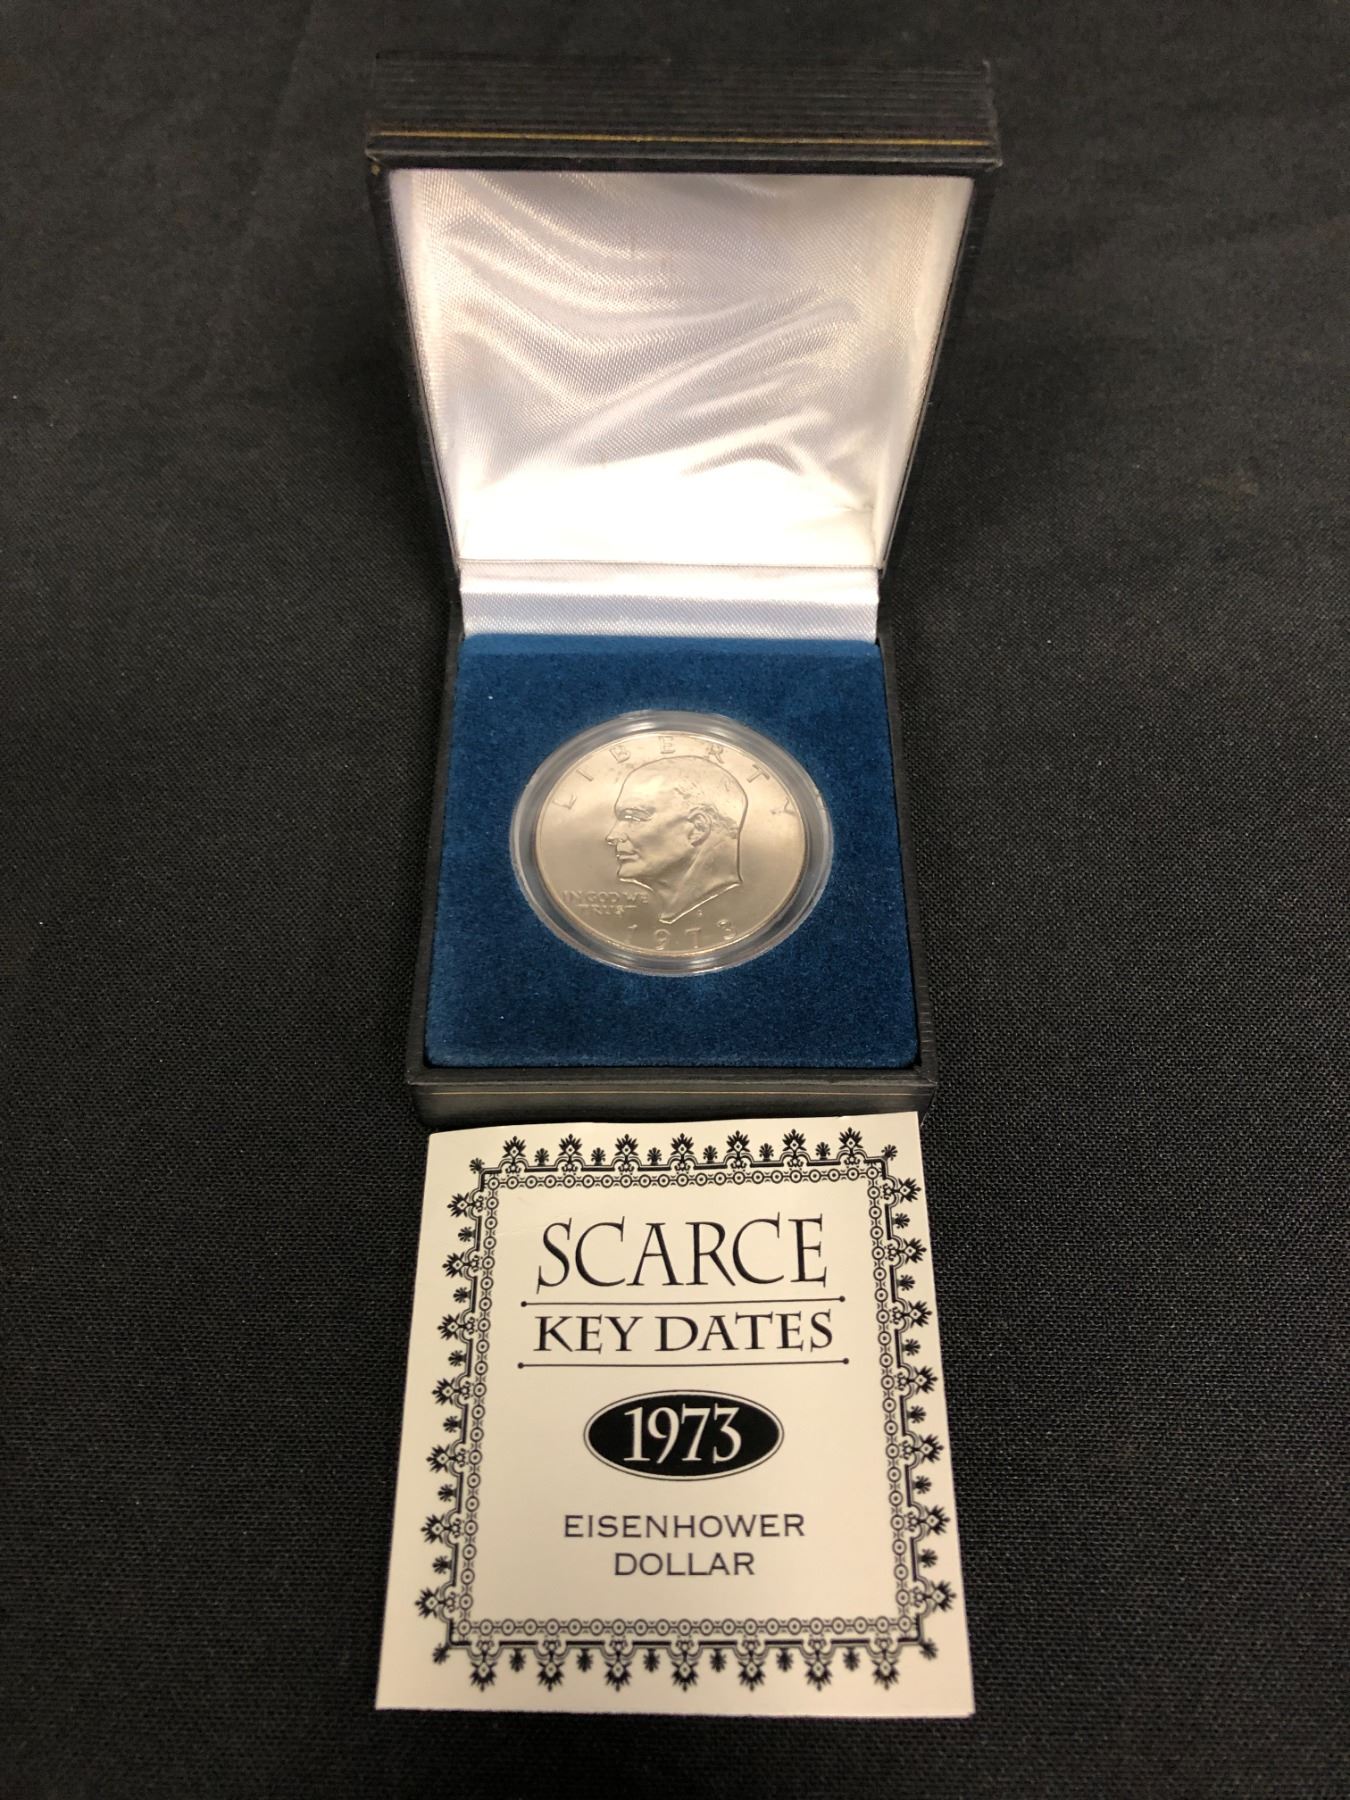 LIBERTY
IN GOD WE
TRUST
1973
SCARCE
KEY DATES
1973
EISENHOWER
DOLLAR